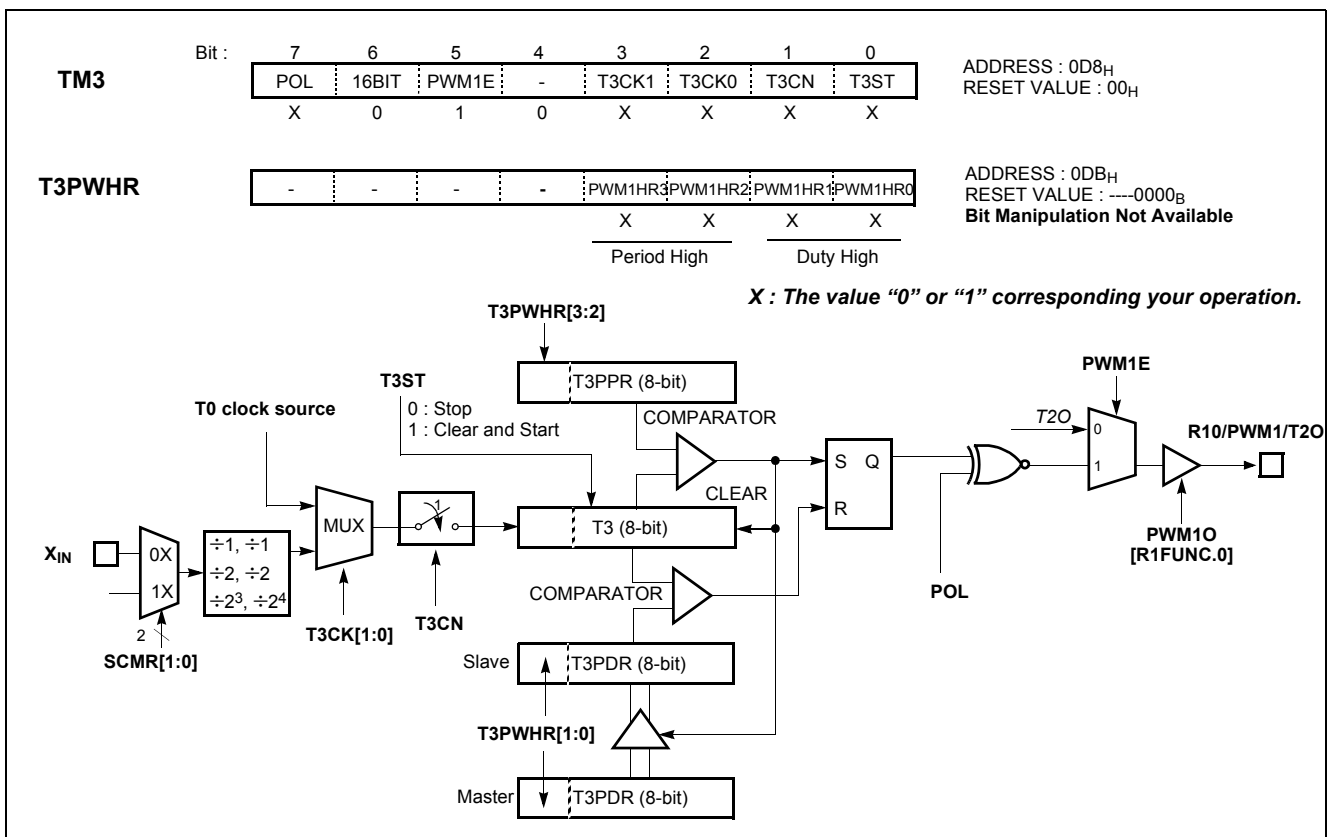 Bit : 7 6 5 4 3 2 1 0
TM3 POL 16BIT PWM1E - T3CK1 T3CK0 T3CN T3ST
X 0 1 0 X X X X
ADDRESS : 0D8H
RESET VALUE : 00H
T3PWHR - - - - PWM1HR3 PWM1HR2 PWM1HR1 PWM1HR0
X X X X
Period High Duty High
ADDRESS : 0DBH
RESET VALUE : ----0000B
Bit Manipulation Not Available
X : The value “0” or “1” corresponding your operation.
T3PWHR[3:2]
T3PPR (8-bit)
T3ST
0 : Stop
1 : Clear and Start
COMPARATOR
PWM1E
T0 clock source
T2O
0
1
R10/PWM1/T2O
S Q
R
CLEAR
MUX
1
T3 (8-bit)
XIN
0X
1X
÷1, ÷1
÷2, ÷2
÷2³, ÷2⁴
2
SCMR[1:0]
T3CK[1:0]
T3CN
COMPARATOR
POL
PWM1O
[R1FUNC.0]
Slave T3PDR (8-bit)
T3PWHR[1:0]
Master T3PDR (8-bit)